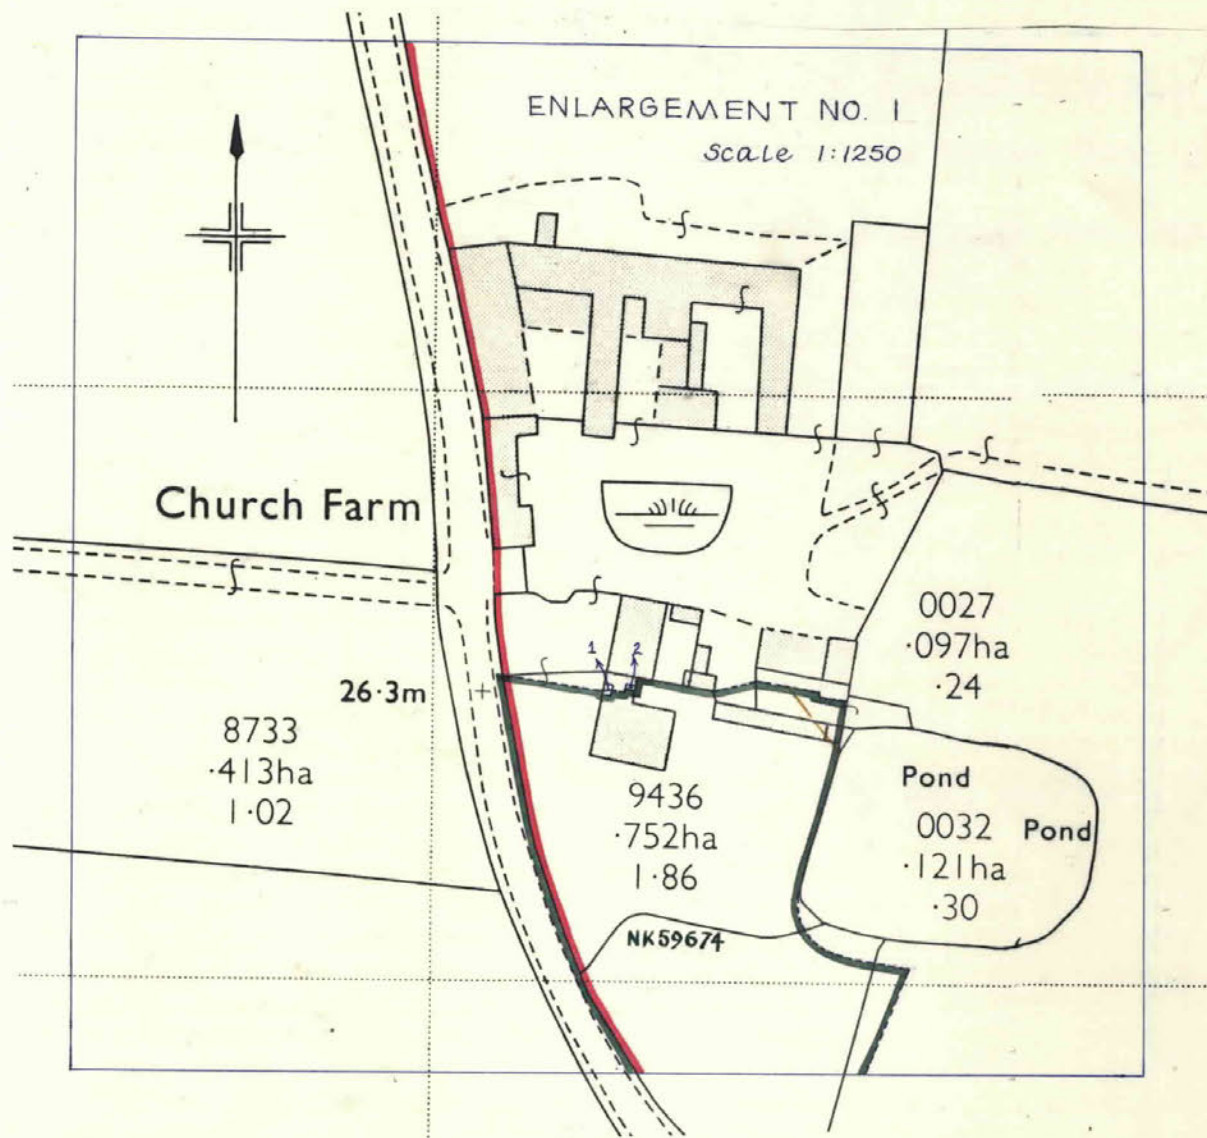 ENLARGEMENT NO. 1
Scale 1:1250
Church Farm
0027
·097ha
·24
1 2
26·3m
8733
·413ha
1·02
9436
·752ha
1·86
Pond
0032
·121ha
·30
Pond
NK59674